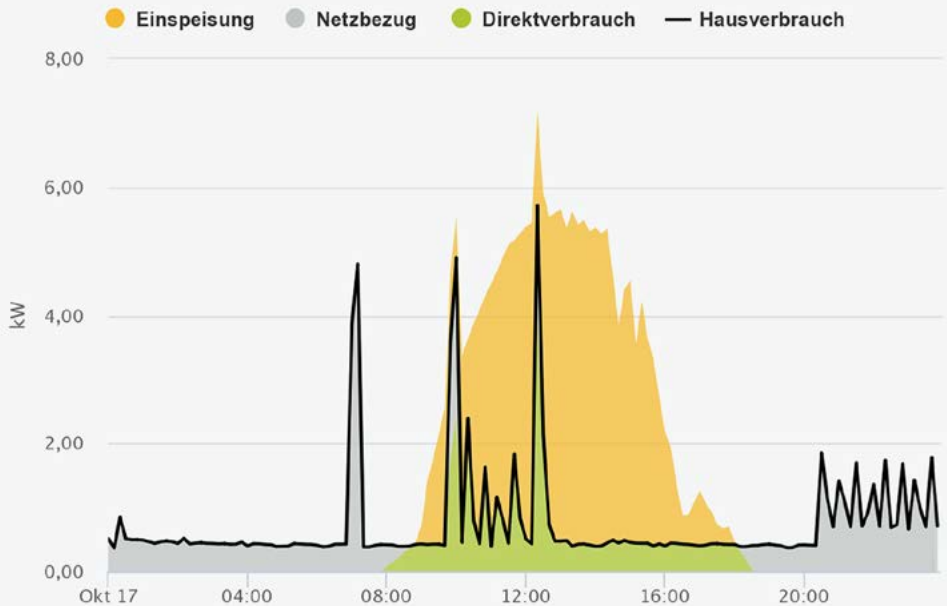 Einspeisung Netzbezug Direktverbrauch Hausverbrauch
8,00
6,00
4,00
2,00
0,00
kW
Okt 17 04:00 08:00 12:00 16:00 20:00